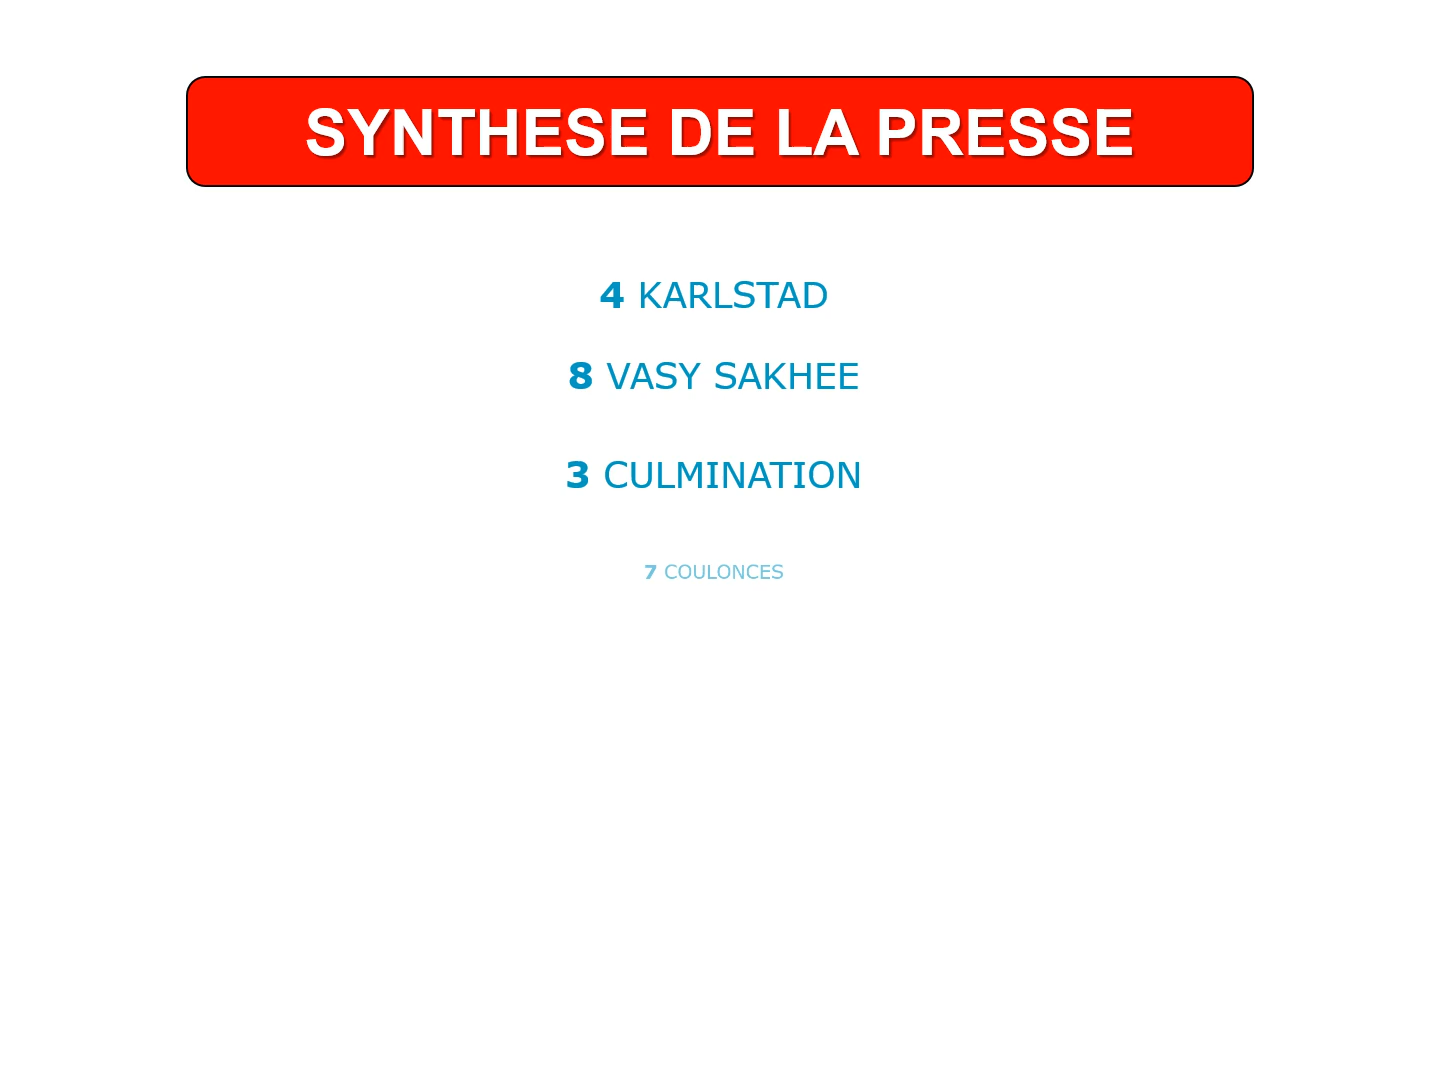 SYNTHESE DE LA PRESSE
4 KARLSTAD
8 VASY SAKHEE
3 CULMINATION
7 COULONCES